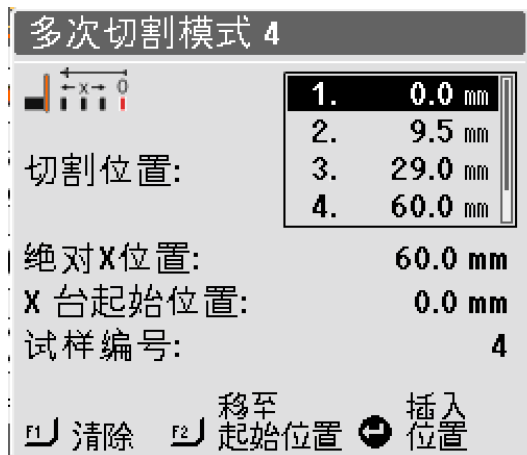 多次切割模式 4
x 0
1. 0.0 mm
2. 9.5 mm
切割位置:
3. 29.0 mm
4. 60.0 mm
绝对X位置: 60.0 mm
X 台起始位置: 0.0 mm
试样编号: 4
F1 清除 F2 移至起始位置 插入位置